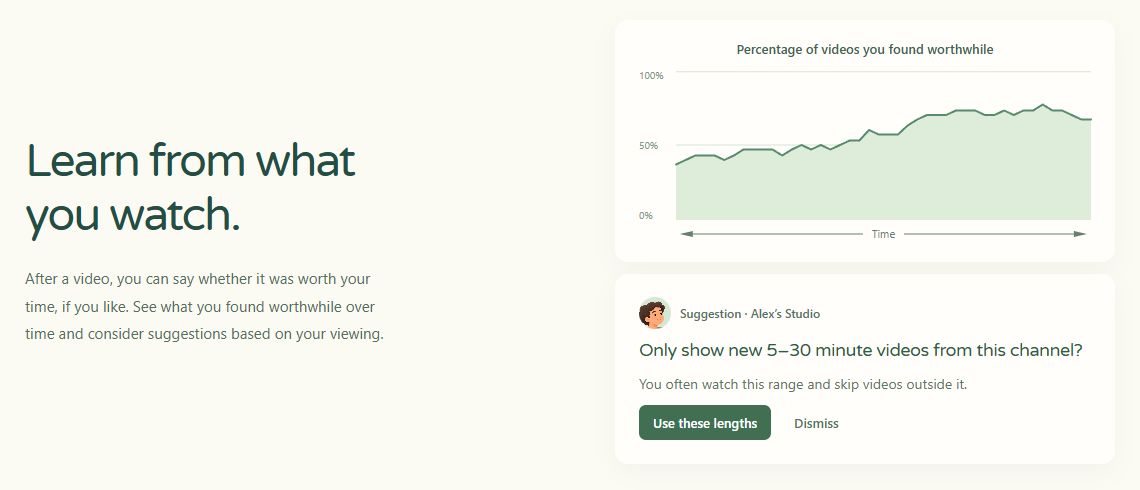 Learn from what
you watch.
After a video, you can say whether it was worth your
time, if you like. See what you found worthwhile over
time and consider suggestions based on your viewing.
Percentage of videos you found worthwhile
100%
50%
0%
Time
Suggestion · Alex's Studio
Only show new 5–30 minute videos from this channel?
You often watch this range and skip videos outside it.
Use these lengths
Dismiss